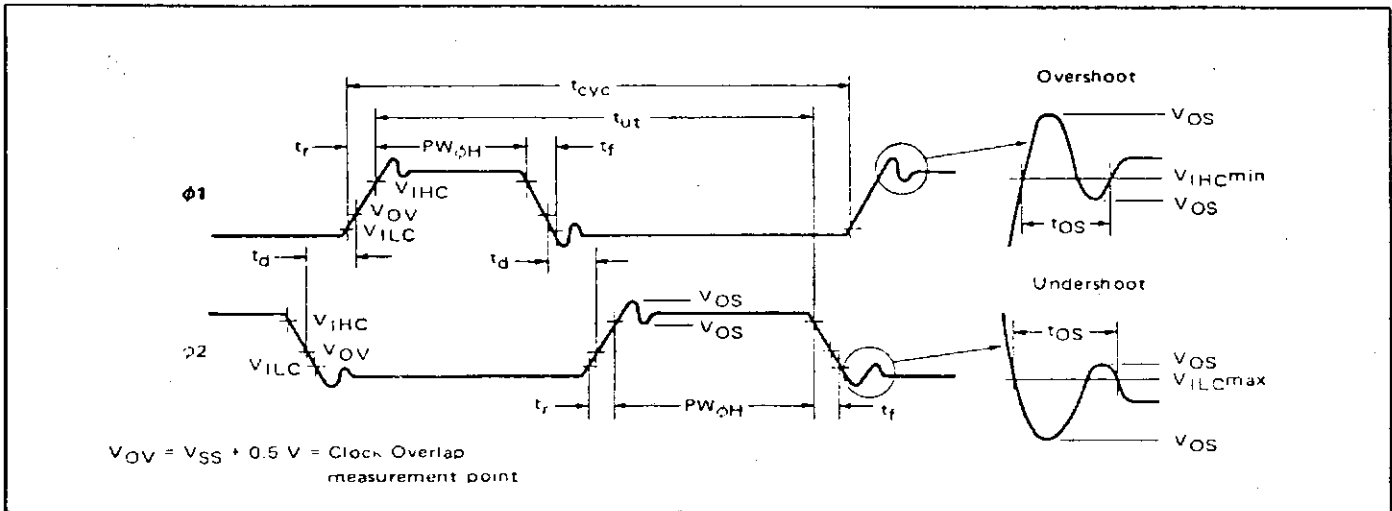 tcyc
Overshoot
tut
VOS
tr
PWφH
tf
VIHC
VIHCmin
φ1
VOV
VOS
VILC
tOS
td
td
Undershoot
VOS
tOS
VIHC
VOS
φ2
VOV
VOS
VILC
VILCmax
tr
PWφH
tf
VOS
VOV = VSS + 0.5 V = Clock Overlap
measurement point